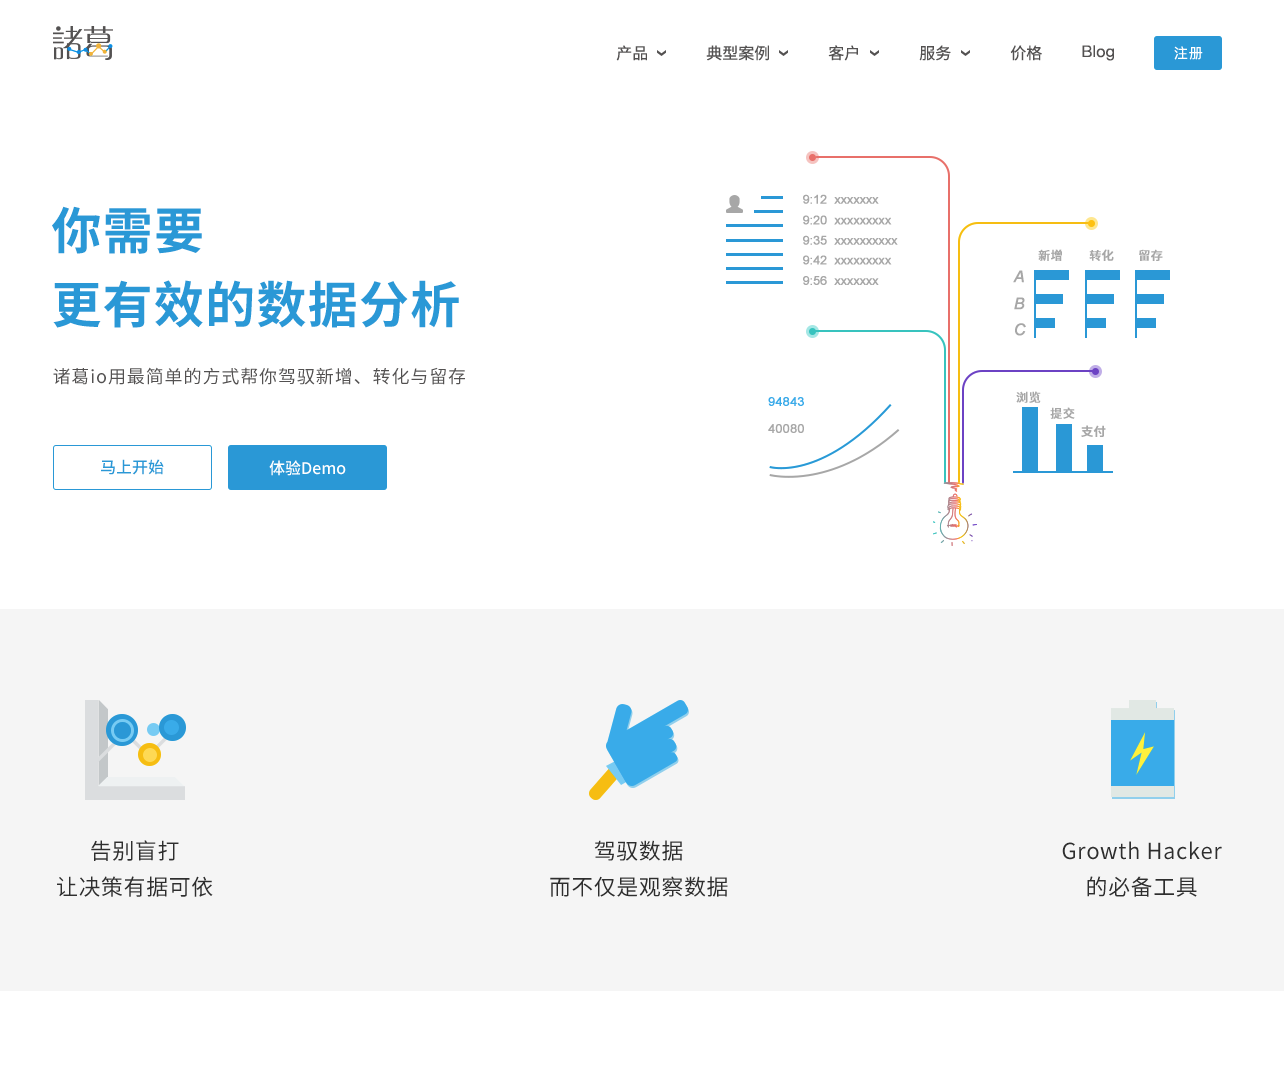 諸葛
产品
典型案例
客户
服务
价格
Blog
注册
你需要
更有效的数据分析
诸葛io用最简单的方式帮你驾驭新增、转化与留存
马上开始
体验Demo
9:12 xxxxxxx
9:20 xxxxxxxxx
9:35 xxxxxxxxxx
9:42 xxxxxxxxx
9:56 xxxxxxx
新增 转化 留存
A
B
C
94843
40080
浏览
提交
支付
告别盲打
让决策有据可依
驾驭数据
而不仅是观察数据
Growth Hacker
的必备工具